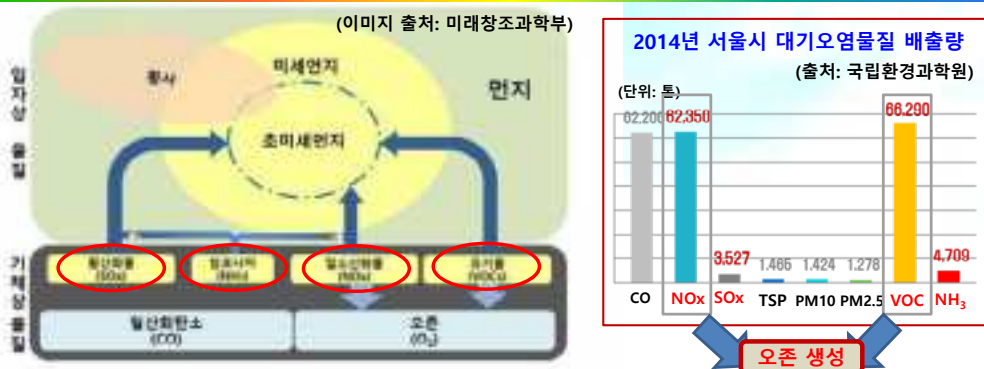 (이미지 출처: 미래창조과학부)
황사
미세먼지
먼지
초미세먼지
입자상 물질
기체상 물질
황산화물
(SOx)
암모니아
(NH₃)
질소산화물
(NOx)
유기물
(VOCs)
일산화탄소
(CO)
오존
(O₃)
2014년 서울시 대기오염물질 배출량
(출처: 국립환경과학원)
(단위: 톤)
62.206 62.350 3,527 1.465 1.424 1.278 66.290 4,709
CO NOx SOx TSP PM10 PM2.5 VOC NH₃
오존 생성